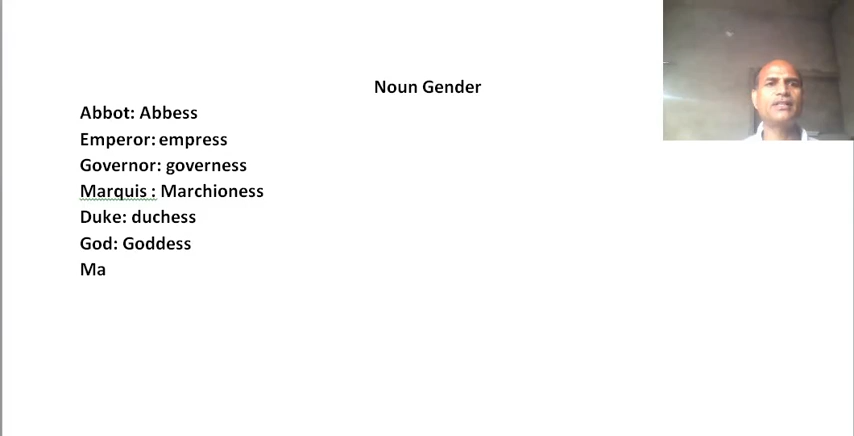 Noun Gender
Abbot: Abbess
Emperor: empress
Governor: governess
Marquis : Marchioness
Duke: duchess
God: Goddess
Ma